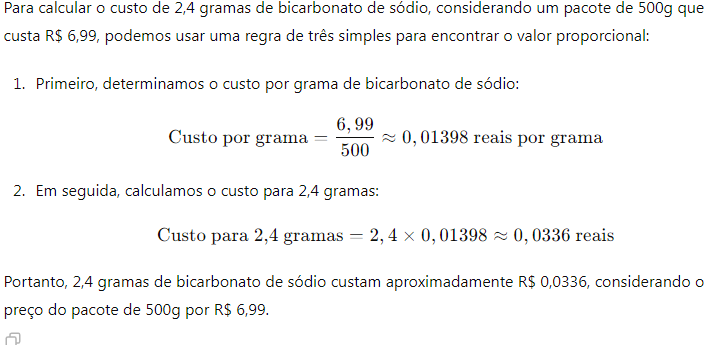 Para calcular o custo de 2,4 gramas de bicarbonato de sódio, considerando um pacote de 500g que
custa R$ 6,99, podemos usar uma regra de três simples para encontrar o valor proporcional:
1. Primeiro, determinamos o custo por grama de bicarbonato de sódio:
Custo por grama = 6,99/500 ≈ 0,01398 reais por grama
2. Em seguida, calculamos o custo para 2,4 gramas:
Custo para 2,4 gramas = 2,4 × 0,01398 ≈ 0,0336 reais
Portanto, 2,4 gramas de bicarbonato de sódio custam aproximadamente R$ 0,0336, considerando o
preço do pacote de 500g por R$ 6,99.